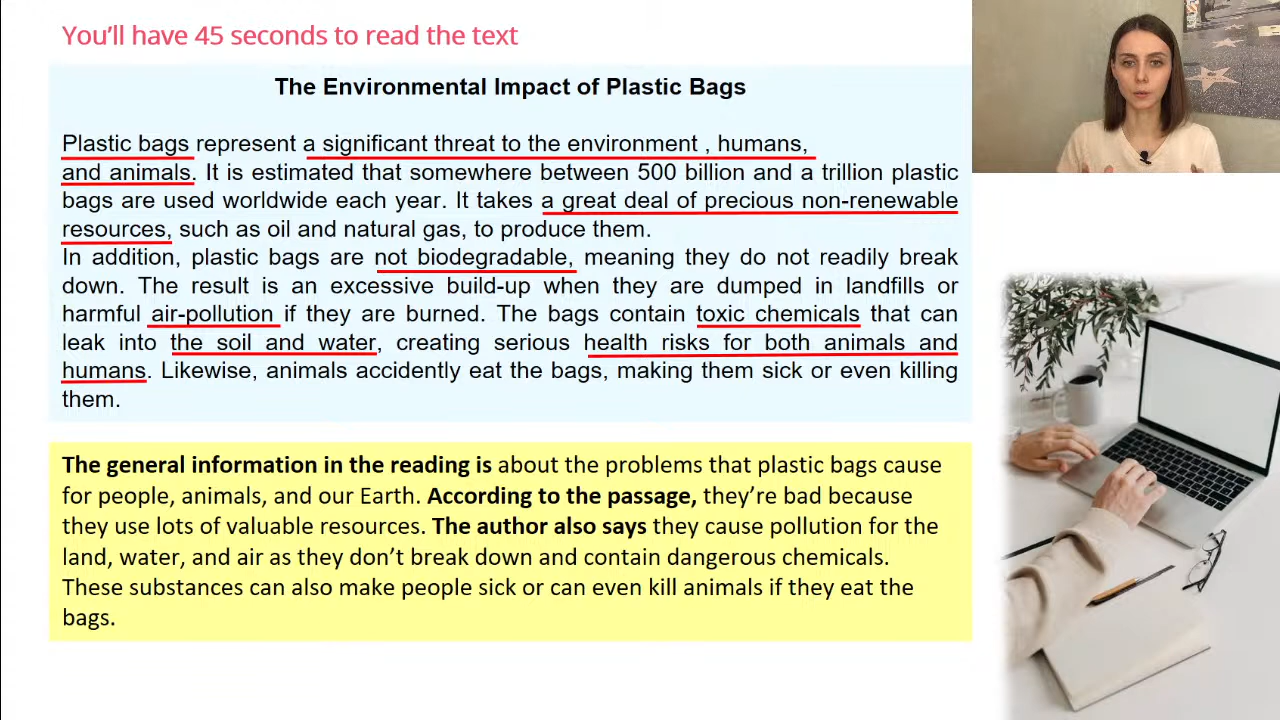 You’ll have 45 seconds to read the text
The Environmental Impact of Plastic Bags
Plastic bags represent a significant threat to the environment , humans,
and animals. It is estimated that somewhere between 500 billion and a trillion plastic
bags are used worldwide each year. It takes a great deal of precious non-renewable
resources, such as oil and natural gas, to produce them.
In addition, plastic bags are not biodegradable, meaning they do not readily break
down. The result is an excessive build-up when they are dumped in landfills or
harmful air-pollution if they are burned. The bags contain toxic chemicals that can
leak into the soil and water, creating serious health risks for both animals and
humans. Likewise, animals accidently eat the bags, making them sick or even killing
them.
The general information in the reading is about the problems that plastic bags cause
for people, animals, and our Earth. According to the passage, they’re bad because
they use lots of valuable resources. The author also says they cause pollution for the
land, water, and air as they don’t break down and contain dangerous chemicals.
These substances can also make people sick or can even kill animals if they eat the
bags.